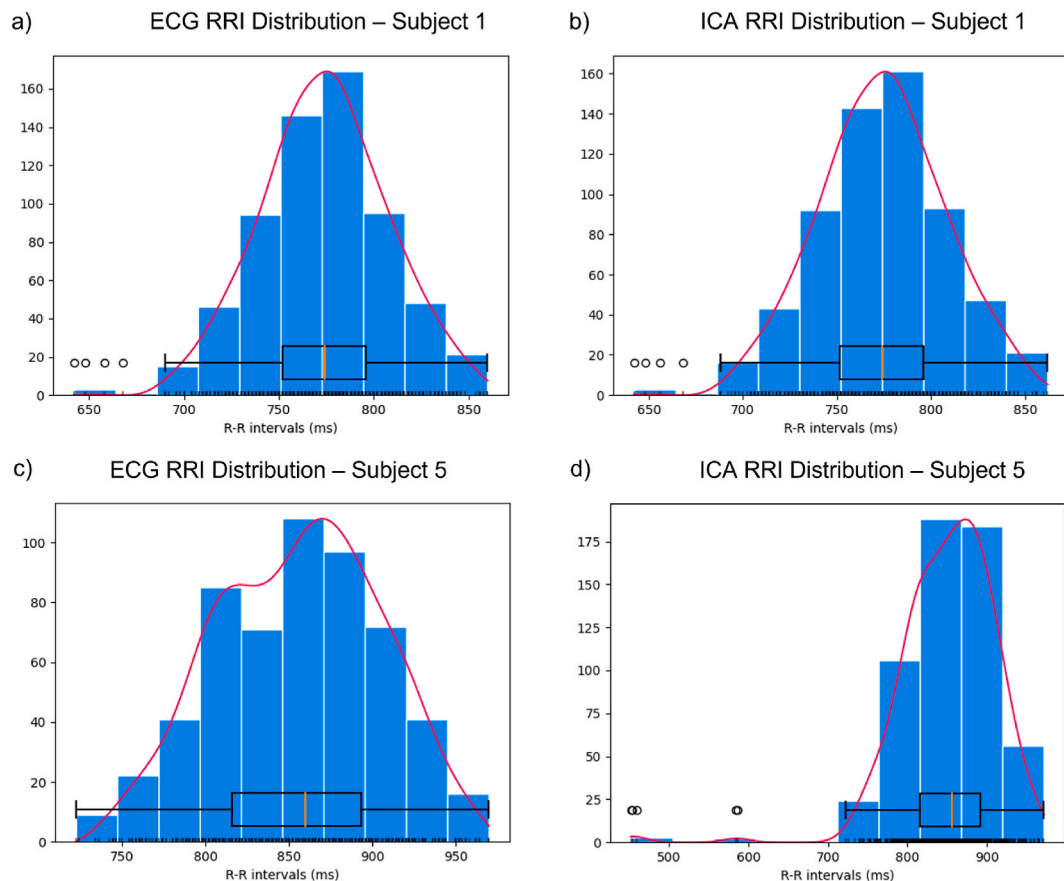 a) ECG RRI Distribution – Subject 1
160
140
120
100
80
60
40
20
0
650 700 750 800 850
R-R intervals (ms)
b) ICA RRI Distribution – Subject 1
160
140
120
100
80
60
40
20
0
650 700 750 800 850
R-R intervals (ms)
c) ECG RRI Distribution – Subject 5
100
80
60
40
20
0
750 800 850 900 950
R-R intervals (ms)
d) ICA RRI Distribution – Subject 5
175
150
125
100
75
50
25
0
500 600 700 800 900
R-R intervals (ms)